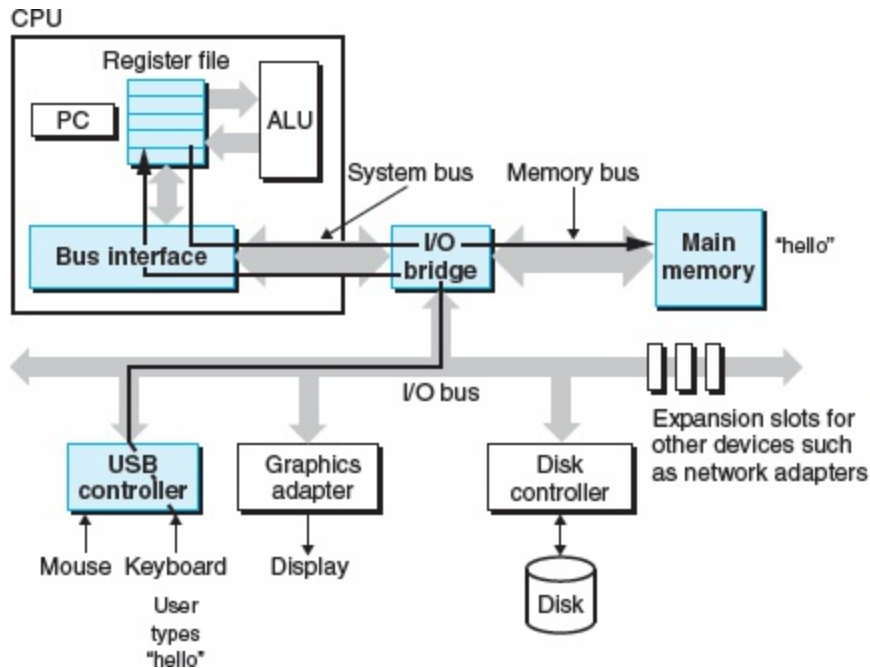 CPU
Register file
PC
ALU
System bus
Memory bus
Bus interface
I/O
bridge
Main
memory
"hello"
I/O bus
Expansion slots for
other devices such
as network adapters
USB
controller
Graphics
adapter
Disk
controller
Mouse
Keyboard
Display
User
types
"hello"
Disk